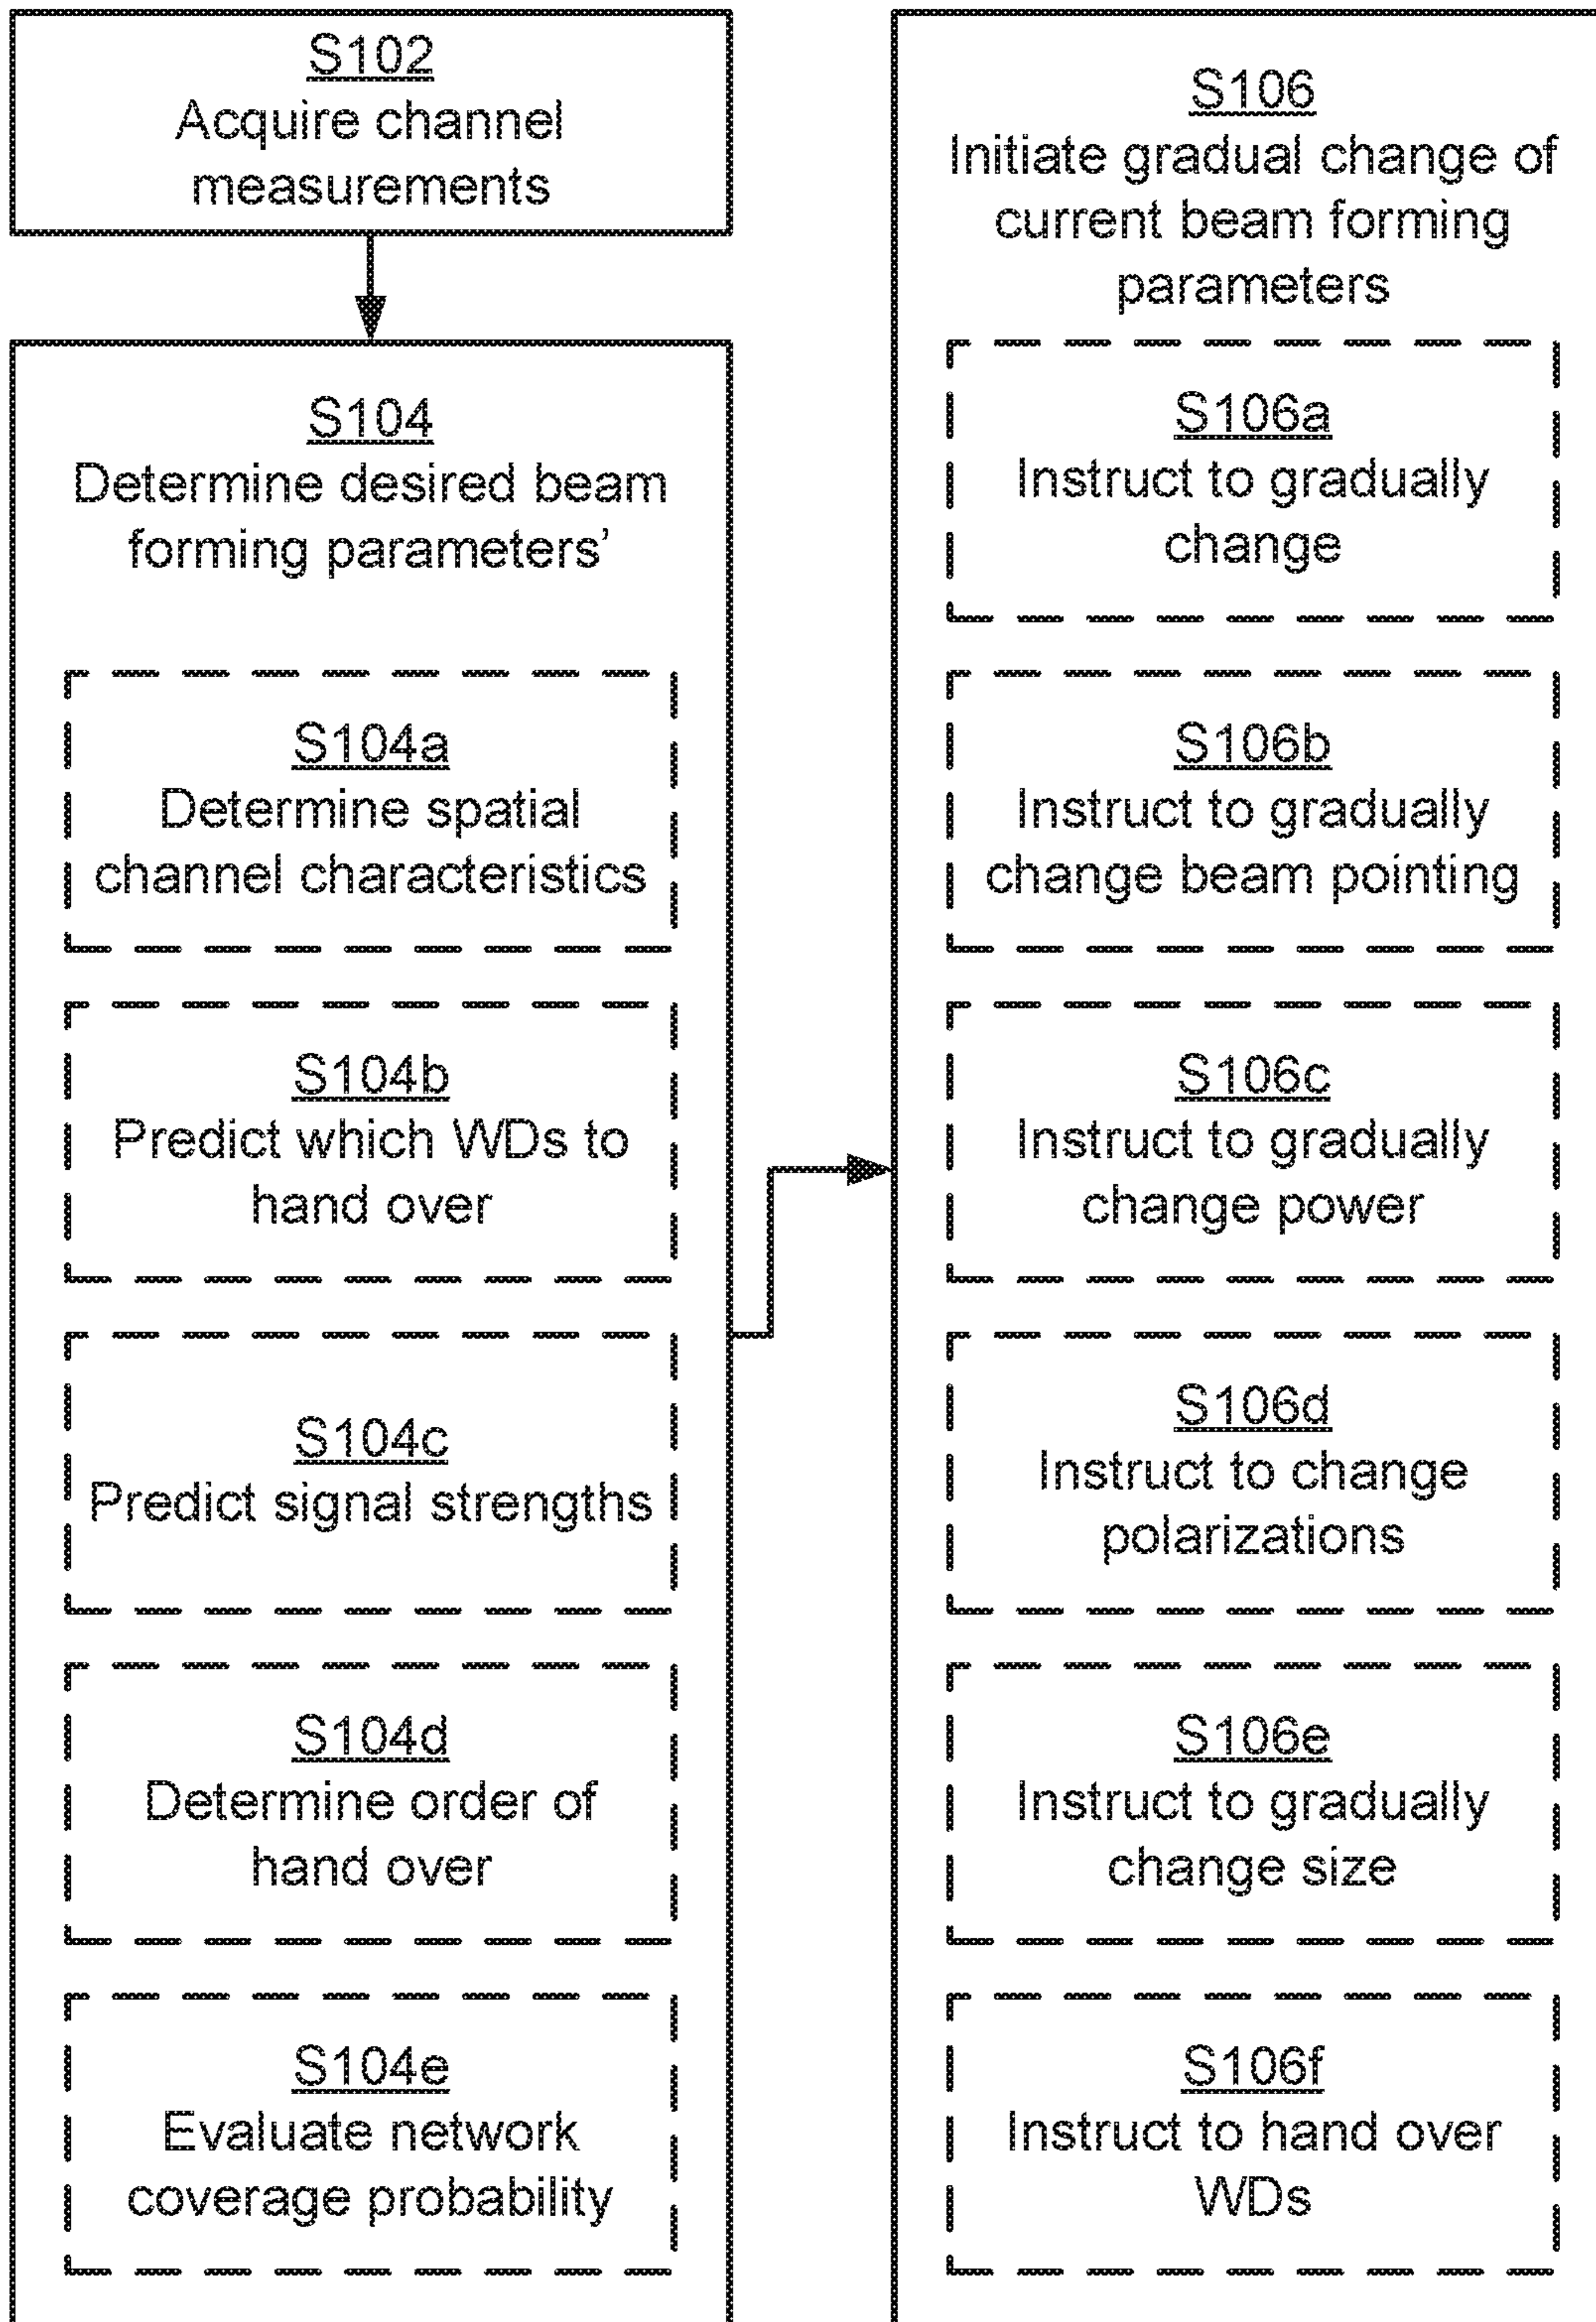 S102
Acquire channel
measurements
S104
Determine desired beam
forming parameters’
S104a
Determine spatial
channel characteristics
S104b
Predict which WDs to
hand over
S104c
Predict signal strengths
S104d
Determine order of
hand over
S104e
Evaluate network
coverage probability
S106
Initiate gradual change of
current beam forming
parameters
S106a
Instruct to gradually
change
S106b
Instruct to gradually
change beam pointing
S106c
Instruct to gradually
change power
S106d
Instruct to change
polarizations
S106e
Instruct to gradually
change size
S106f
Instruct to hand over
WDs